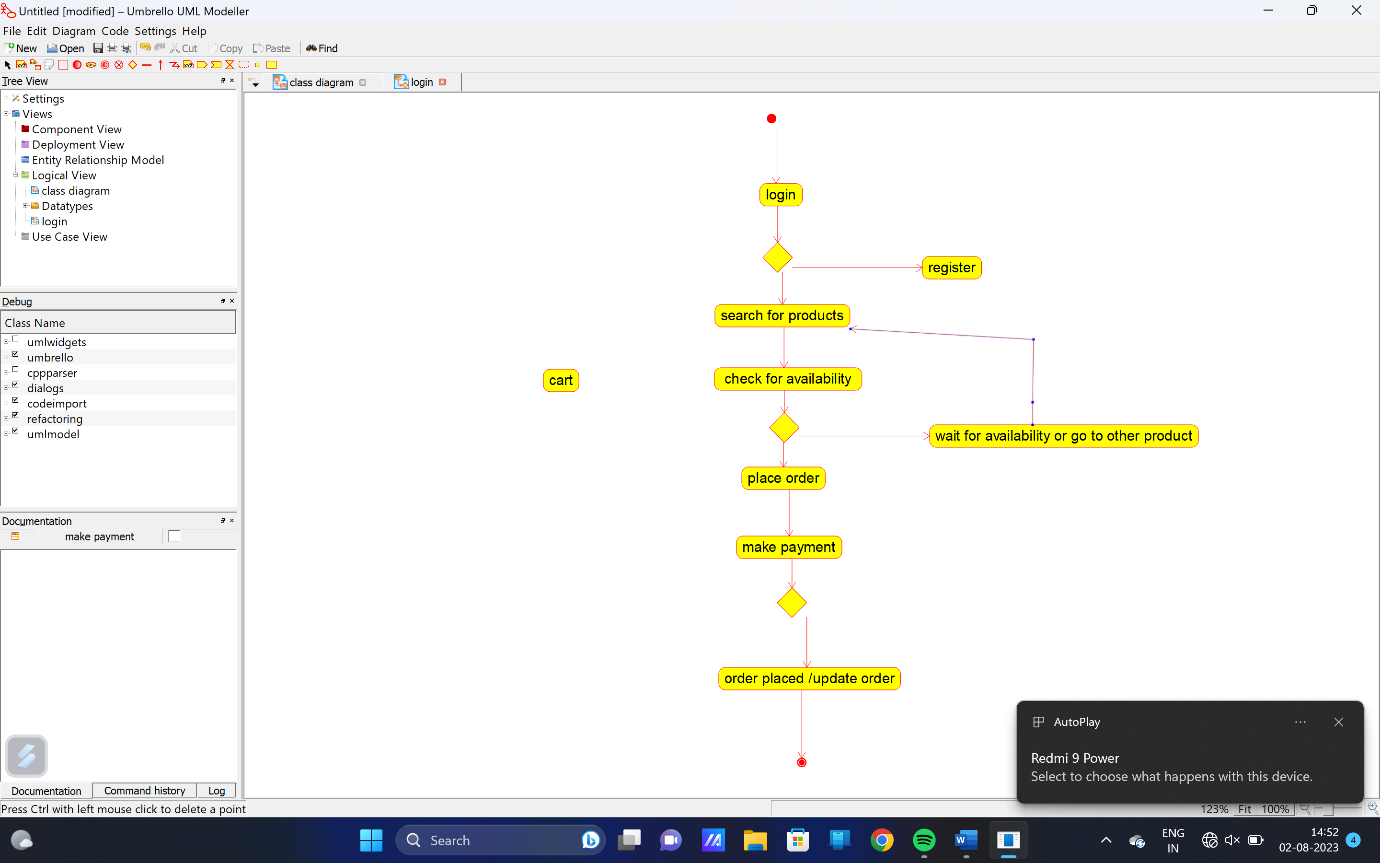 Untitled [modified] – Umbrello UML Modeller
File Edit Diagram Code Settings Help
New Open Cut Copy Paste Find
Tree View
class diagram login
Settings
Views
Component View
Deployment View
Entity Relationship Model
Logical View
class diagram
Datatypes
login
Use Case View
Debug
Class Name
umlwidgets
umbrello
cppparser
dialogs
codeimport
refactoring
umlmodel
Documentation
make payment
Documentation Command history Log
Press Ctrl with left mouse click to delete a point
login
register
search for products
cart
check for availability
wait for availability or go to other product
place order
make payment
order placed /update order
AutoPlay
Redmi 9 Power
Select to choose what happens with this device.
123% Fit 100%
Search
ENG
IN
14:52
02-08-2023
4